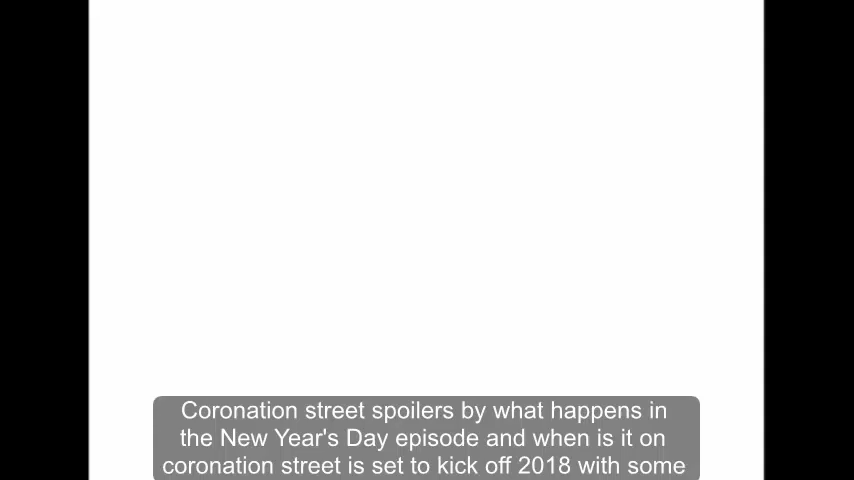 Coronation street spoilers by what happens in
the New Year's Day episode and when is it on
coronation street is set to kick off 2018 with some